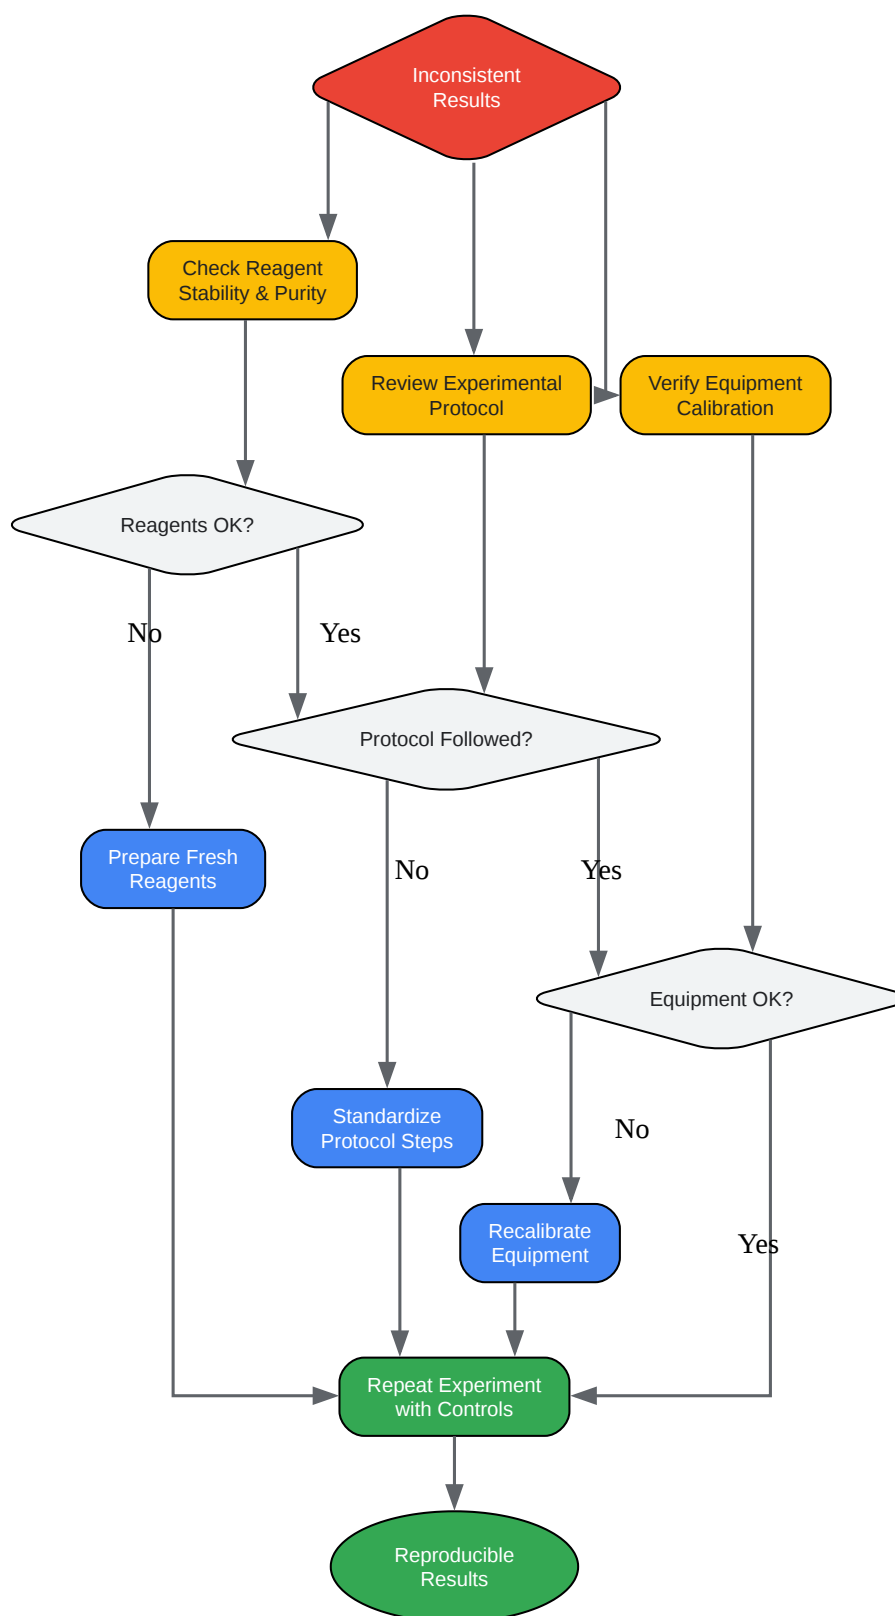 Inconsistent
Results
Check Reagent
Stability & Purity
Review Experimental
Protocol
Verify Equipment
Calibration
Reagents OK?
No
Yes
Protocol Followed?
Prepare Fresh
Reagents
No
Yes
Equipment OK?
Standardize
Protocol Steps
No
Recalibrate
Equipment
Yes
Repeat Experiment
with Controls
Reproducible
Results